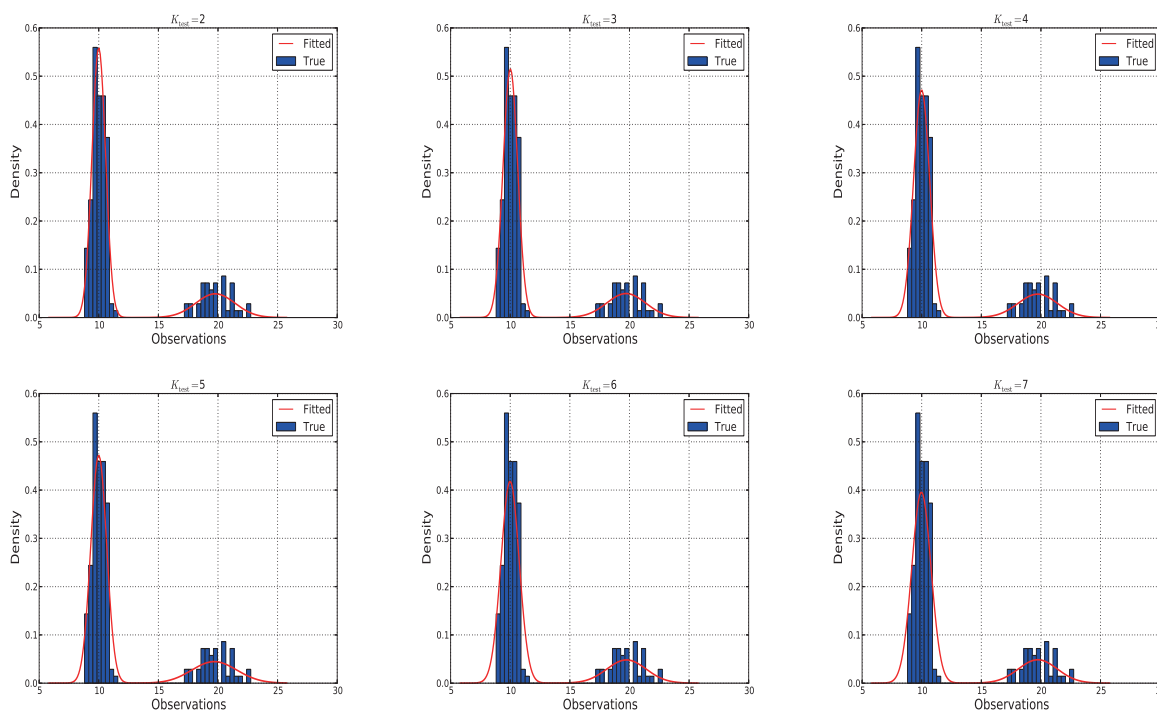 K_test=2
0.6
0.5
0.4
0.3
0.2
0.1
0.0
Density
Fitted
True
5 10 15 20 25 30
Observations
K_test=3
0.6
0.5
0.4
0.3
0.2
0.1
0.0
Density
Fitted
True
5 10 15 20 25 30
Observations
K_test=4
0.6
0.5
0.4
0.3
0.2
0.1
0.0
Density
Fitted
True
5 10 15 20 25
Observations
K_test=5
0.6
0.5
0.4
0.3
0.2
0.1
0.0
Density
Fitted
True
5 10 15 20 25 30
Observations
K_test=6
0.6
0.5
0.4
0.3
0.2
0.1
0.0
Density
Fitted
True
5 10 15 20 25 30
Observations
K_test=7
0.6
0.5
0.4
0.3
0.2
0.1
0.0
Density
Fitted
True
5 10 15 20 25
Observations